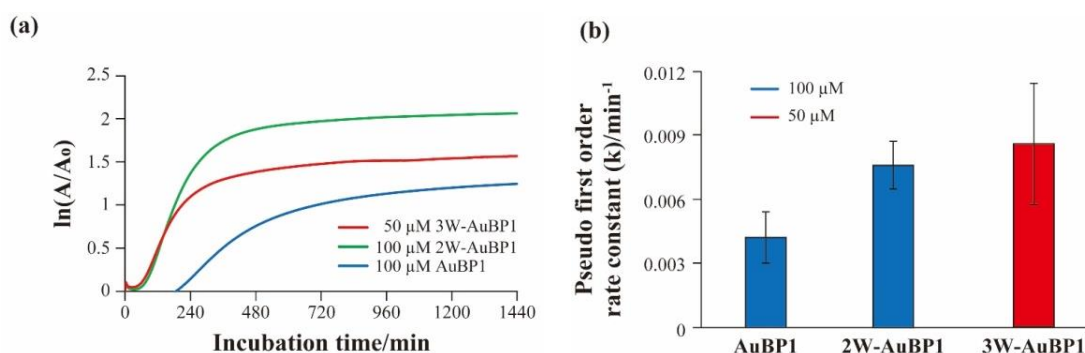 (a)
2.5
2
1.5
1
0.5
0
ln(A/A₀)
0 240 480 720 960 1200 1440
Incubation time/min
50 µM 3W-AuBP1
100 µM 2W-AuBP1
100 µM AuBP1
(b)
0.012
0.009
0.006
0.003
0
Pseudo first order
rate constant (k)/min⁻¹
100 µM
50 µM
AuBP1 2W-AuBP1 3W-AuBP1